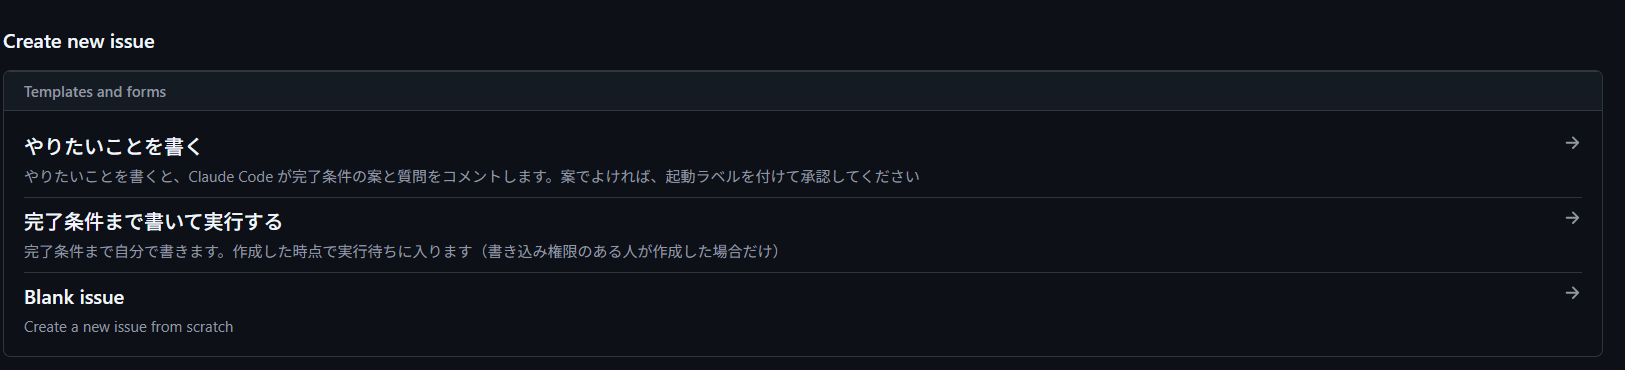 Create new issue
Templates and forms
やりたいことを書く
やりたいことを書くと、Claude Code が完了条件の案と質問をコメントします。案でよければ、起動ラベルを付けて承認してください
完了条件まで書いて実行する
完了条件まで自分で書きます。作成した時点で実行待ちに入ります（書き込み権限のある人が作成した場合だけ）
Blank issue
Create a new issue from scratch